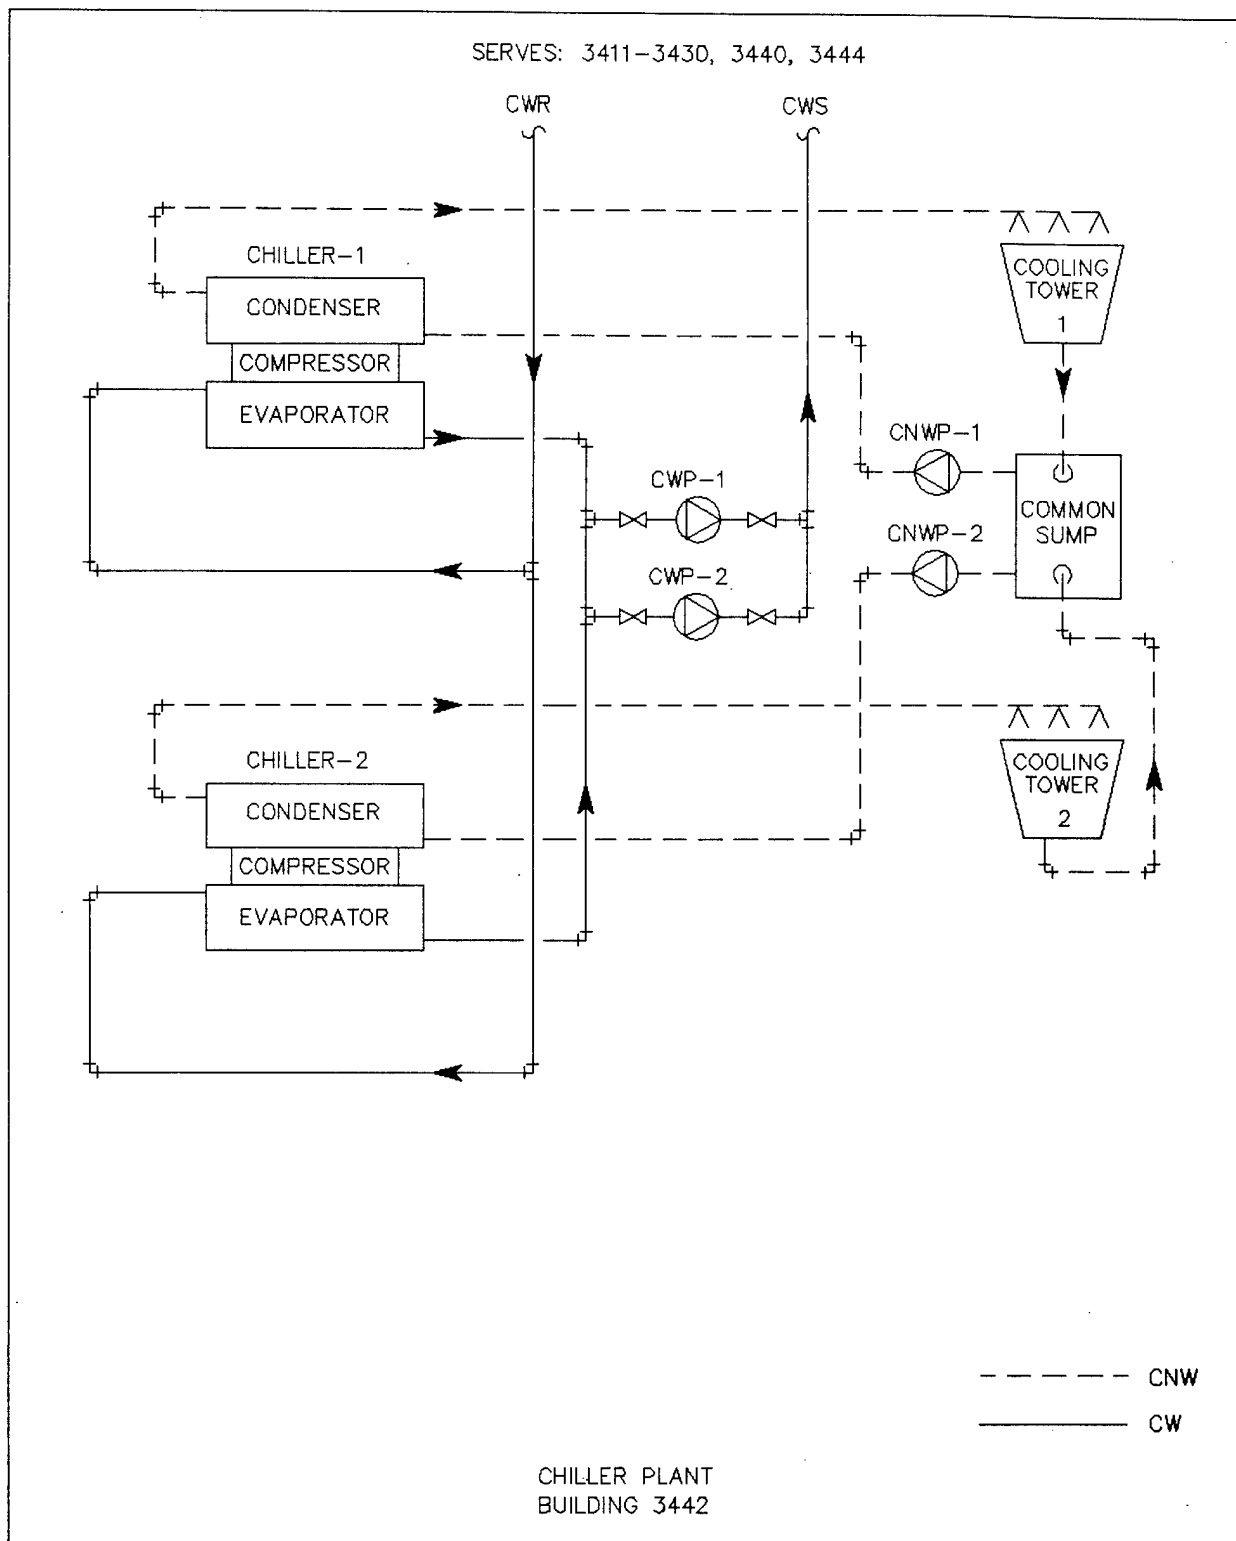 SERVES: 3411-3430, 3440, 3444
CWR
CWS
CHILLER-1
CONDENSER
COMPRESSOR
EVAPORATOR
COOLING
TOWER
1
CNWP-1
CWP-1
COMMON
SUMP
CNWP-2
CWP-2
CHILLER-2
CONDENSER
COMPRESSOR
EVAPORATOR
COOLING
TOWER
2
CNW
CW
CHILLER PLANT
BUILDING 3442